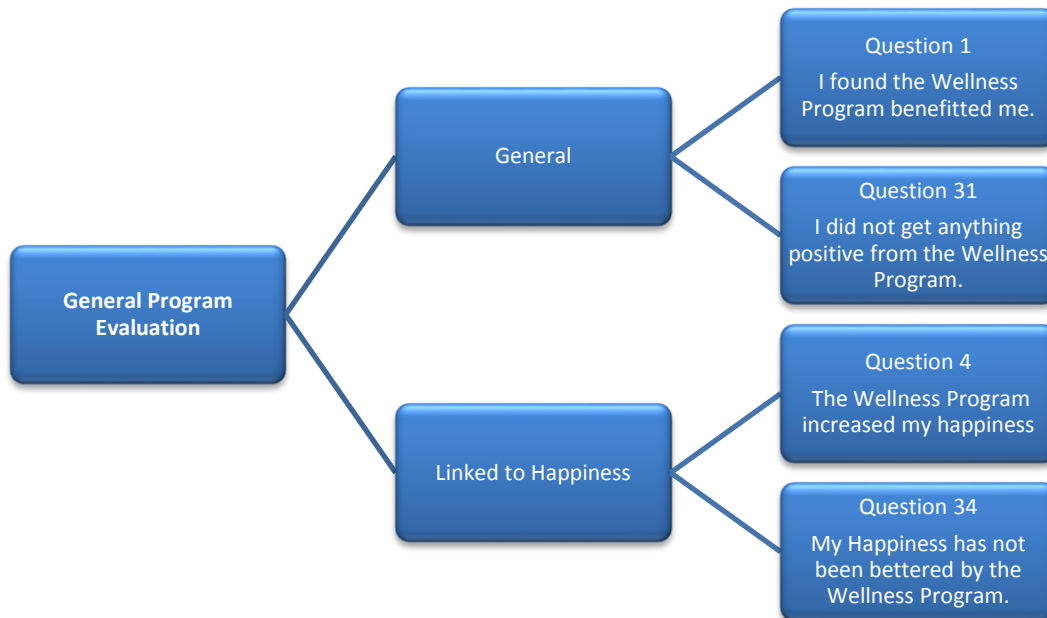 General Program
Evaluation
General
Question 1
I found the Wellness
Program benefitted me.
Question 31
I did not get anything
positive from the Wellness
Program.
Linked to Happiness
Question 4
The Wellness Program
increased my happiness
Question 34
My Happiness has not
been bettered by the
Wellness Program.